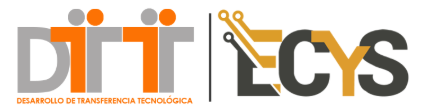 DTT
DESARROLLO DE TRANSFERENCIA TECNOLÓGICA
ECYS